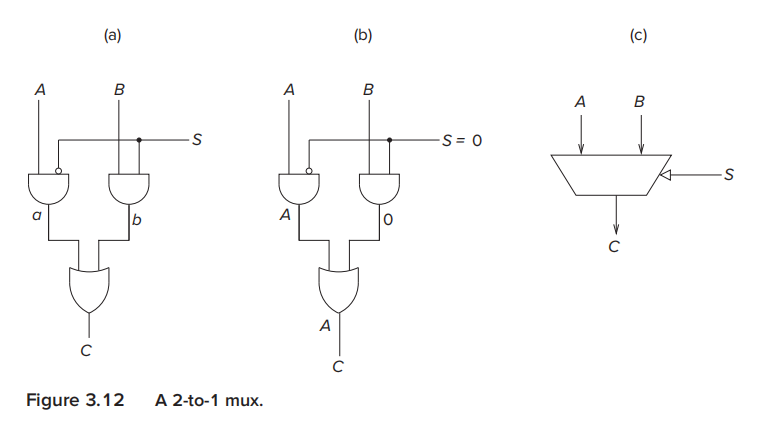 (a) (b) (c)
A B A B A B
S S = 0 S
a b A 0
C A C C
Figure 3.12 A 2-to-1 mux.